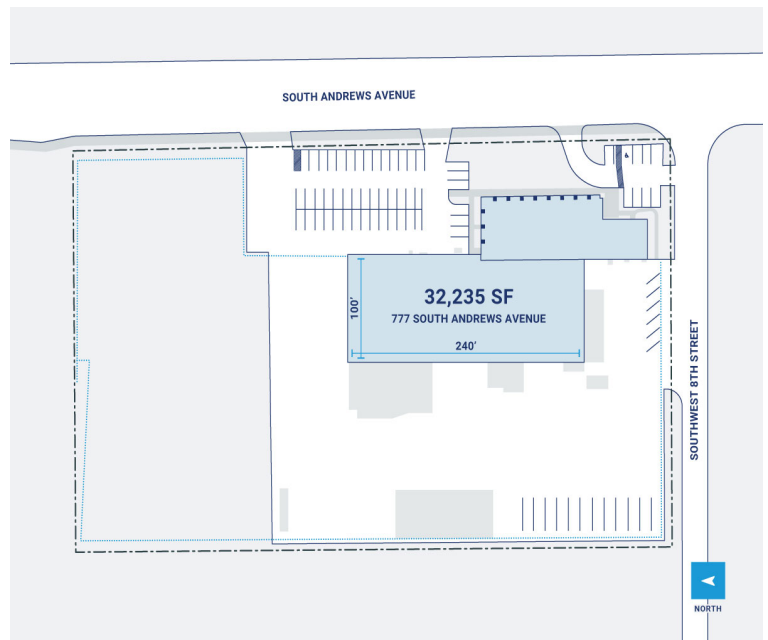 SOUTH ANDREWS AVENUE
32,235 SF
777 SOUTH ANDREWS AVENUE
100'
240'
SOUTHWEST 8TH STREET
NORTH